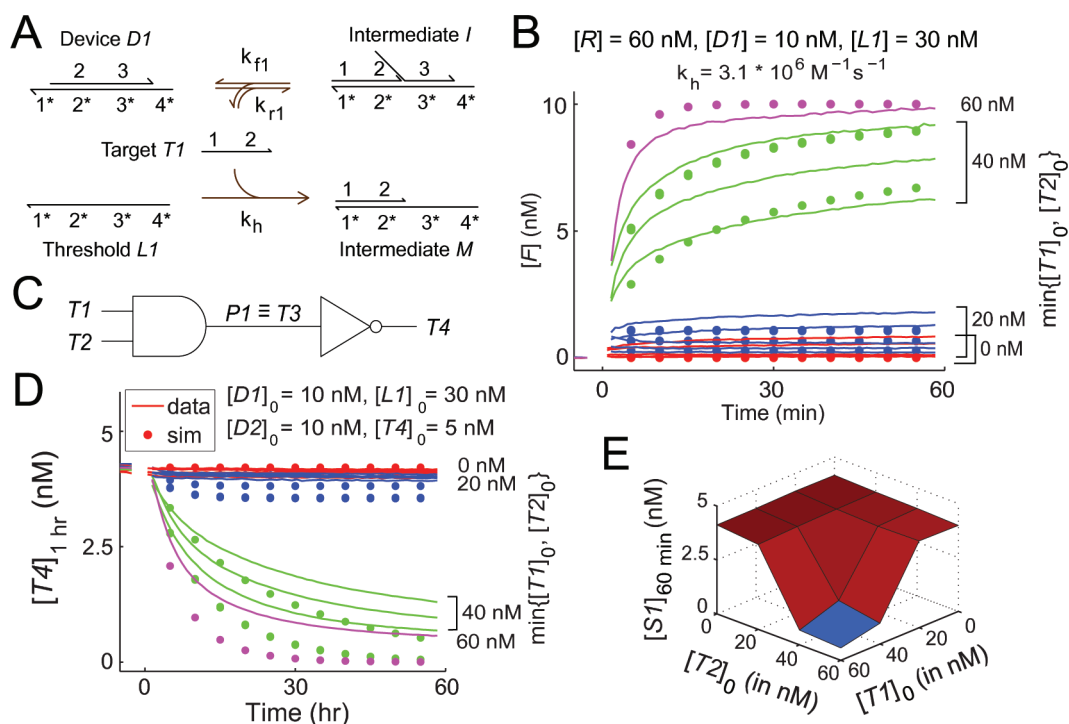 A
Device D1
2 3
1* 2* 3* 4*
k_f1
k_r1
Intermediate I
1 2 3
1* 2* 3* 4*
Target T1
1 2
1* 2* 3* 4*
Threshold L1
k_h
1 2
1* 2* 3* 4*
Intermediate M
B
[R] = 60 nM, [D1] = 10 nM, [L1] = 30 nM
k_h = 3.1 * 10^6 M^−1 s^−1
10
5
0
[F] (nM)
0 30 60
Time (min)
60 nM
40 nM
20 nM
0 nM
min{[T1]_0, [T2]_0}
C
T1
T2
P1 ≡ T3
T4
D
data
sim
[D1]_0 = 10 nM, [L1]_0 = 30 nM
[D2]_0 = 10 nM, [T4]_0 = 5 nM
5
2.5
0
[T4]_1 hr (nM)
0 30 60
Time (hr)
0 nM
20 nM
40 nM
60 nM
min{[T1]_0, [T2]_0}
E
5
2.5
0
[S1]_60 min (nM)
0 20 40 60
[T2]_0 (in nM)
60 40 20 0
[T1]_0 (in nM)